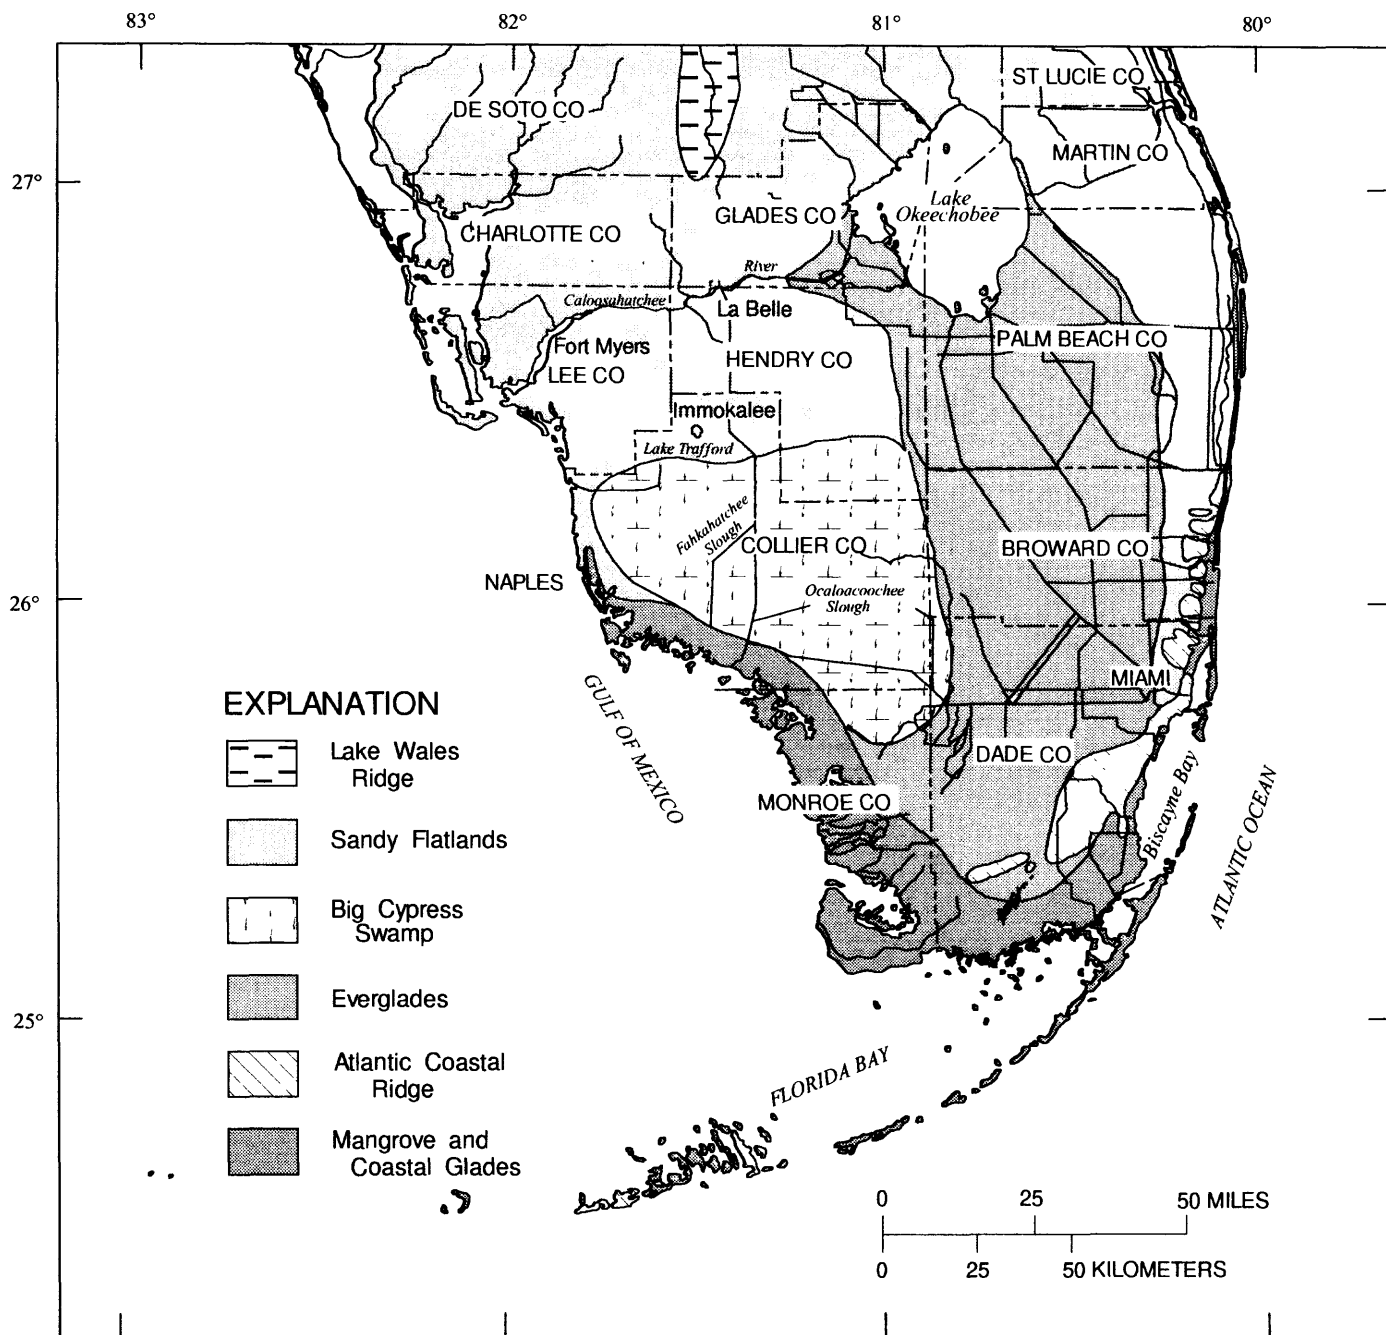 83° 82° 81° 80°
ST LUCIE CO
DE SOTO CO
MARTIN CO
27°
Lake
Okeechobee
GLADES CO
CHARLOTTE CO
River
Caloosahatchee
La Belle
PALM BEACH CO
Fort Myers
HENDRY CO
LEE CO
Immokalee
Lake Trafford
Fahkahatchee
Slough
COLLIER CO
BROWARD CO
NAPLES
26°
Ocaloacoochee
Slough
MIAMI
GULF OF MEXICO
DADE CO
MONROE CO
Biscayne Bay
ATLANTIC OCEAN
EXPLANATION
Lake Wales
Ridge
Sandy Flatlands
Big Cypress
Swamp
Everglades
25°
Atlantic Coastal
Ridge
FLORIDA BAY
Mangrove and
Coastal Glades
0 25 50 MILES
0 25 50 KILOMETERS